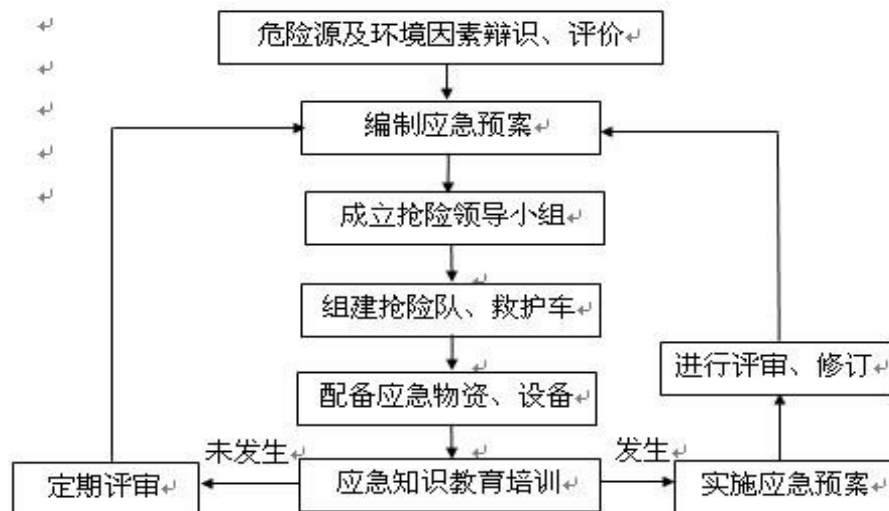 危险源及环境因素辩识、评价
编制应急预案
成立抢险领导小组
组建抢险队、救护车
进行评审、修订
配备应急物资、设备
未发生
发生
定期评审
应急知识教育培训
实施应急预案